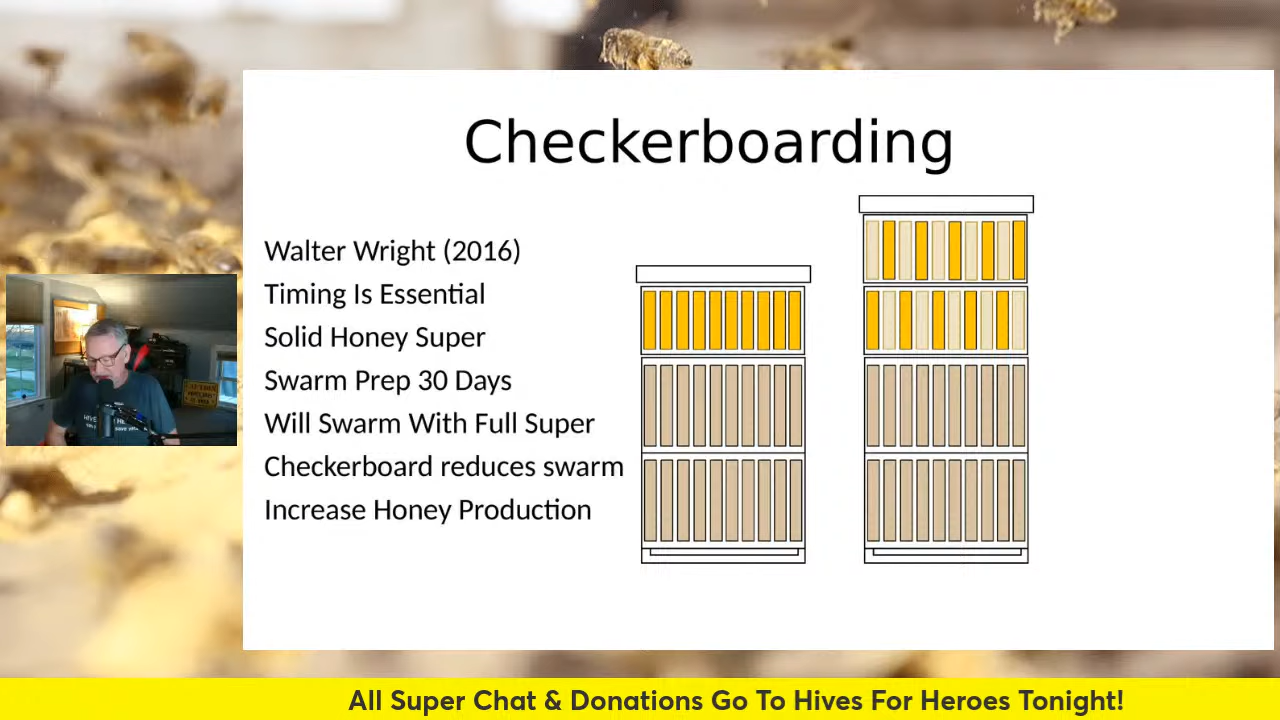 Checkerboarding
Walter Wright (2016)
Timing Is Essential
Solid Honey Super
Swarm Prep 30 Days
Will Swarm With Full Super
Checkerboard reduces swarm
Increase Honey Production
All Super Chat & Donations Go To Hives For Heroes Tonight!